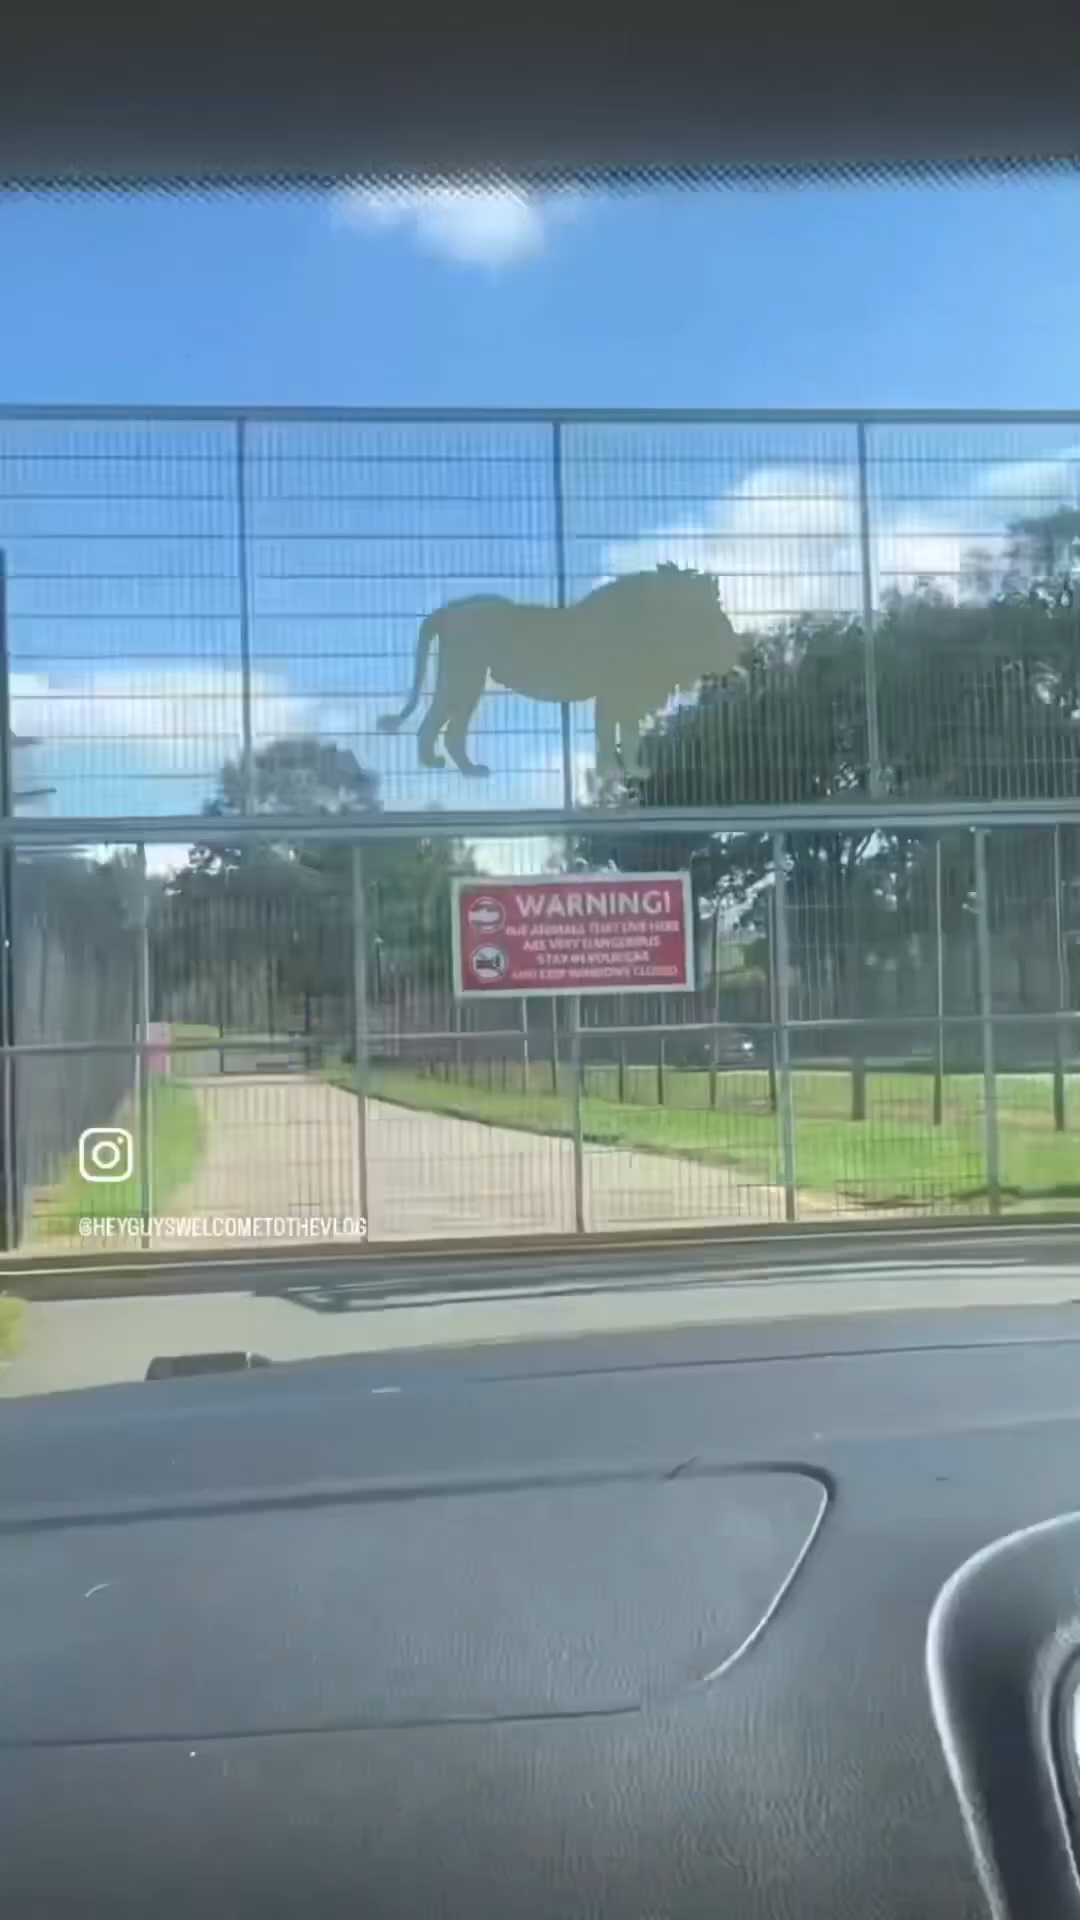 WARNING!
THE ANIMALS THAT LIVE HERE
ARE VERY DANGEROUS
STAY IN YOUR CAR
AND KEEP WINDOWS CLOSED
@HEYGUYSWELCOMETOTHEVLOG